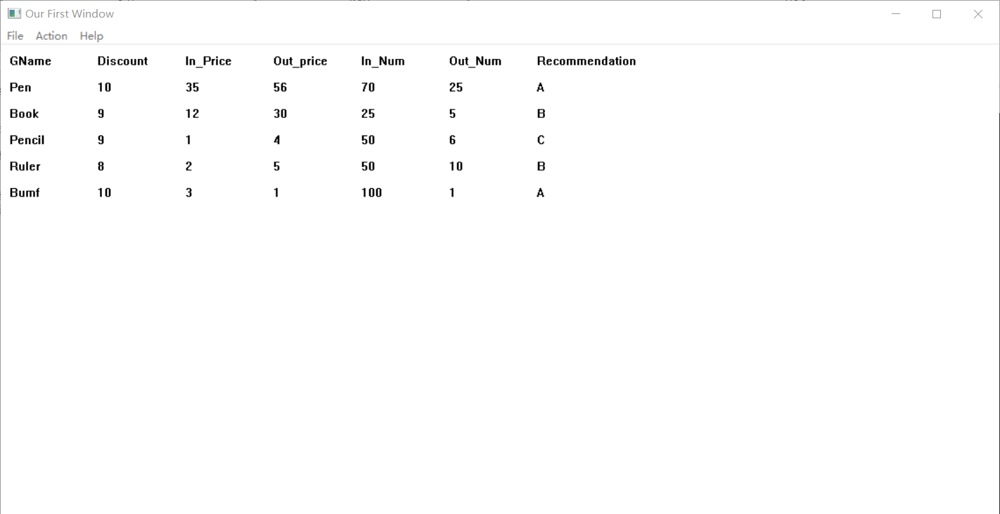 Our First Window
File Action Help
GName Discount In_Price Out_price In_Num Out_Num Recommendation
Pen 10 35 56 70 25 A
Book 9 12 30 25 5 B
Pencil 9 1 4 50 6 C
Ruler 8 2 5 50 10 B
Bumf 10 3 1 100 1 A